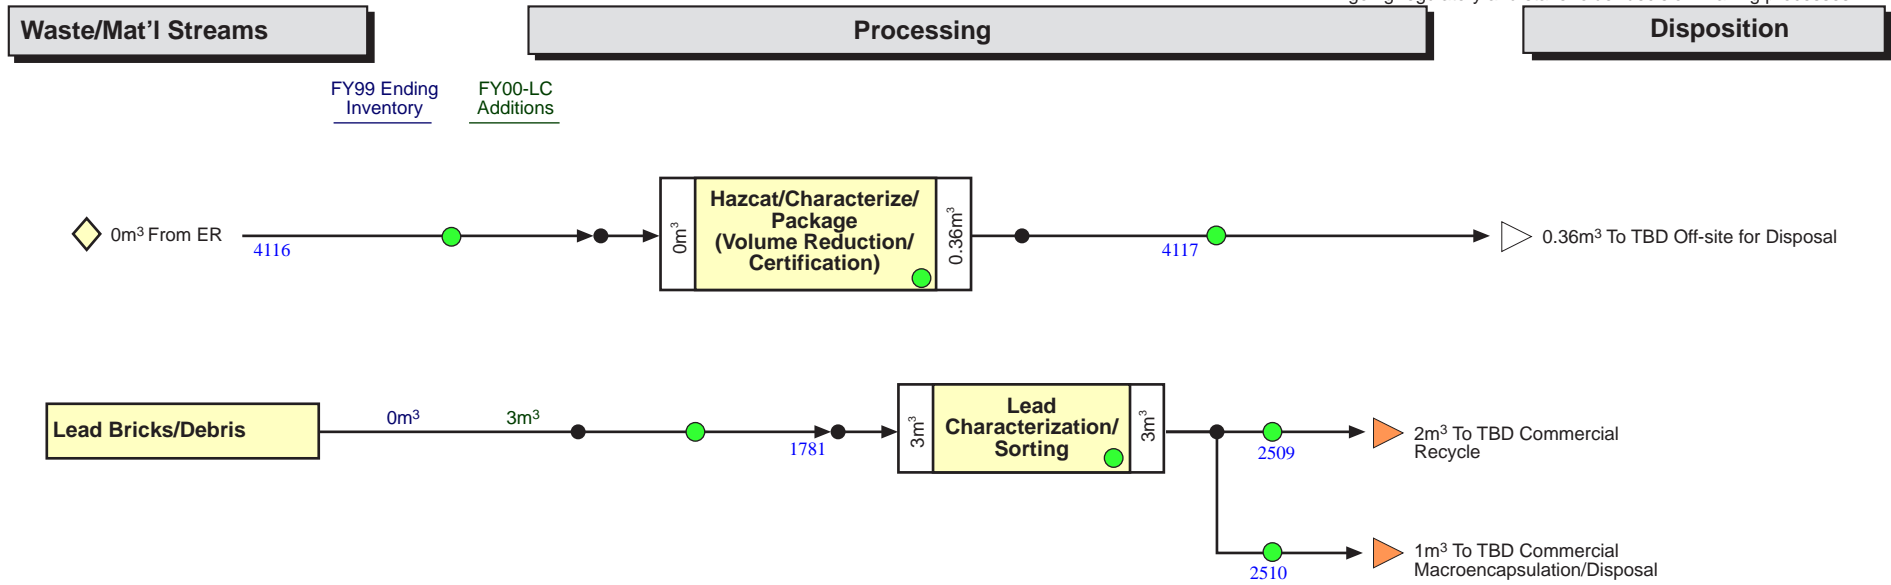 Waste/Mat'l Streams
Processing
Disposition
FY99 Ending
Inventory
FY00-LC
Additions
0m³ From ER
4116
0m³
Hazcat/Characterize/
Package
(Volume Reduction/
Certification)
0.36m³
4117
0.36m³ To TBD Off-site for Disposal
Lead Bricks/Debris
0m³
3m³
1781
3m³
Lead
Characterization/
Sorting
3m³
2509
2m³ To TBD Commercial
Recycle
2510
1m³ To TBD Commercial
Macroencapsulation/Disposal